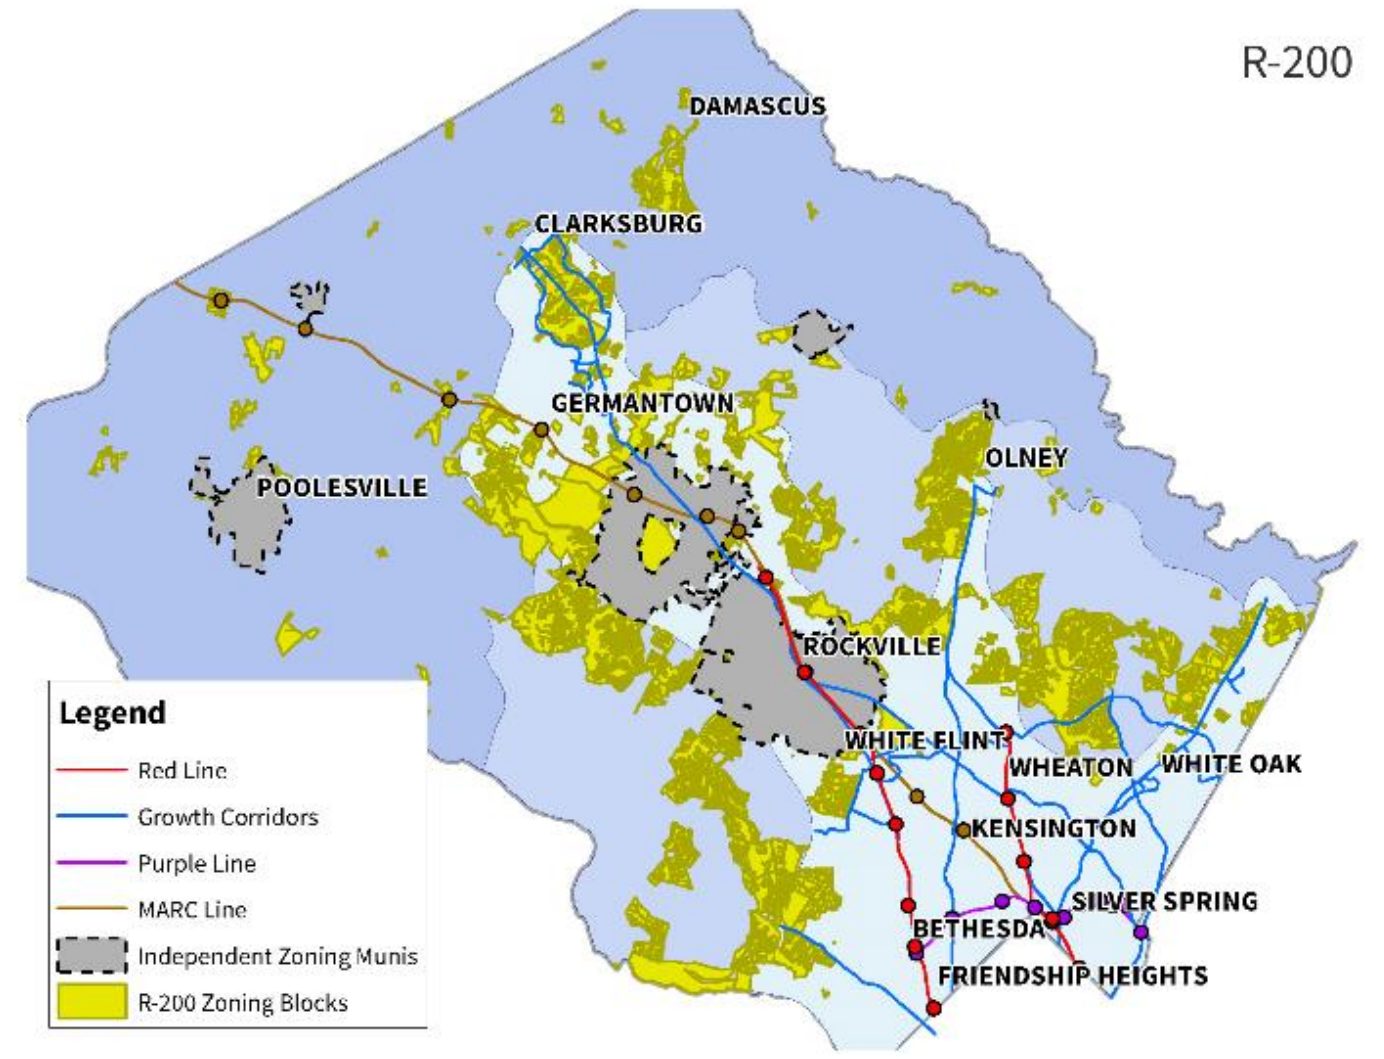 R-200
DAMASCUS
CLARKSBURG
GERMANTOWN
OLNEY
POOLESVILLE
ROCKVILLE
WHITE FLINT
WHEATON
WHITE OAK
KENSINGTON
SILVER SPRING
BETHESDA
FRIENDSHIP HEIGHTS
Legend
Red Line
Growth Corridors
Purple Line
MARC Line
Independent Zoning Munis
R-200 Zoning Blocks